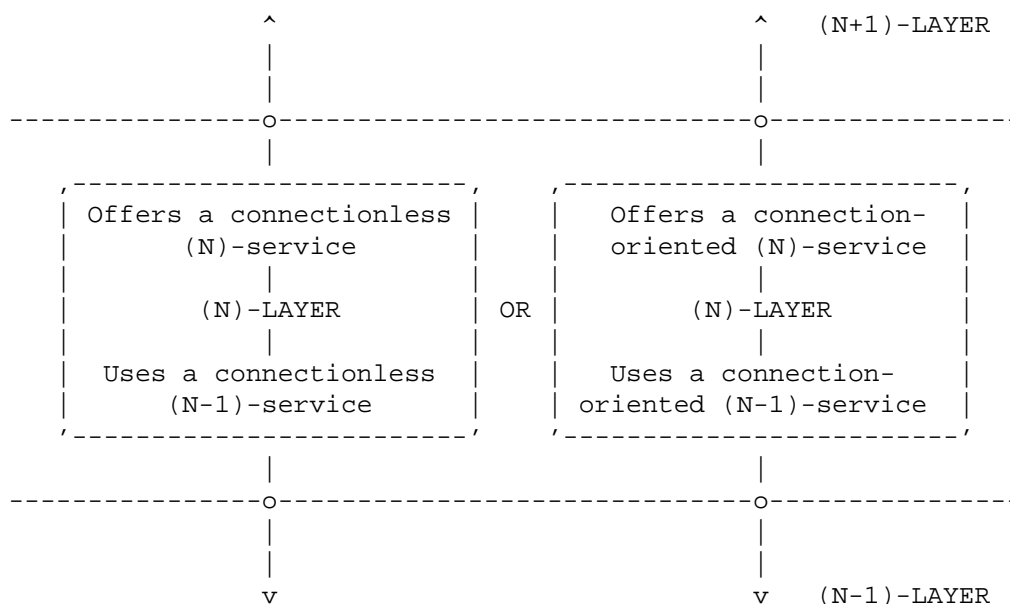 (N+1)-LAYER
Offers a connectionless
(N)-service
(N)-LAYER
Uses a connectionless
(N-1)-service
OR
Offers a connection-
oriented (N)-service
(N)-LAYER
Uses a connection-
oriented (N-1)-service
(N-1)-LAYER